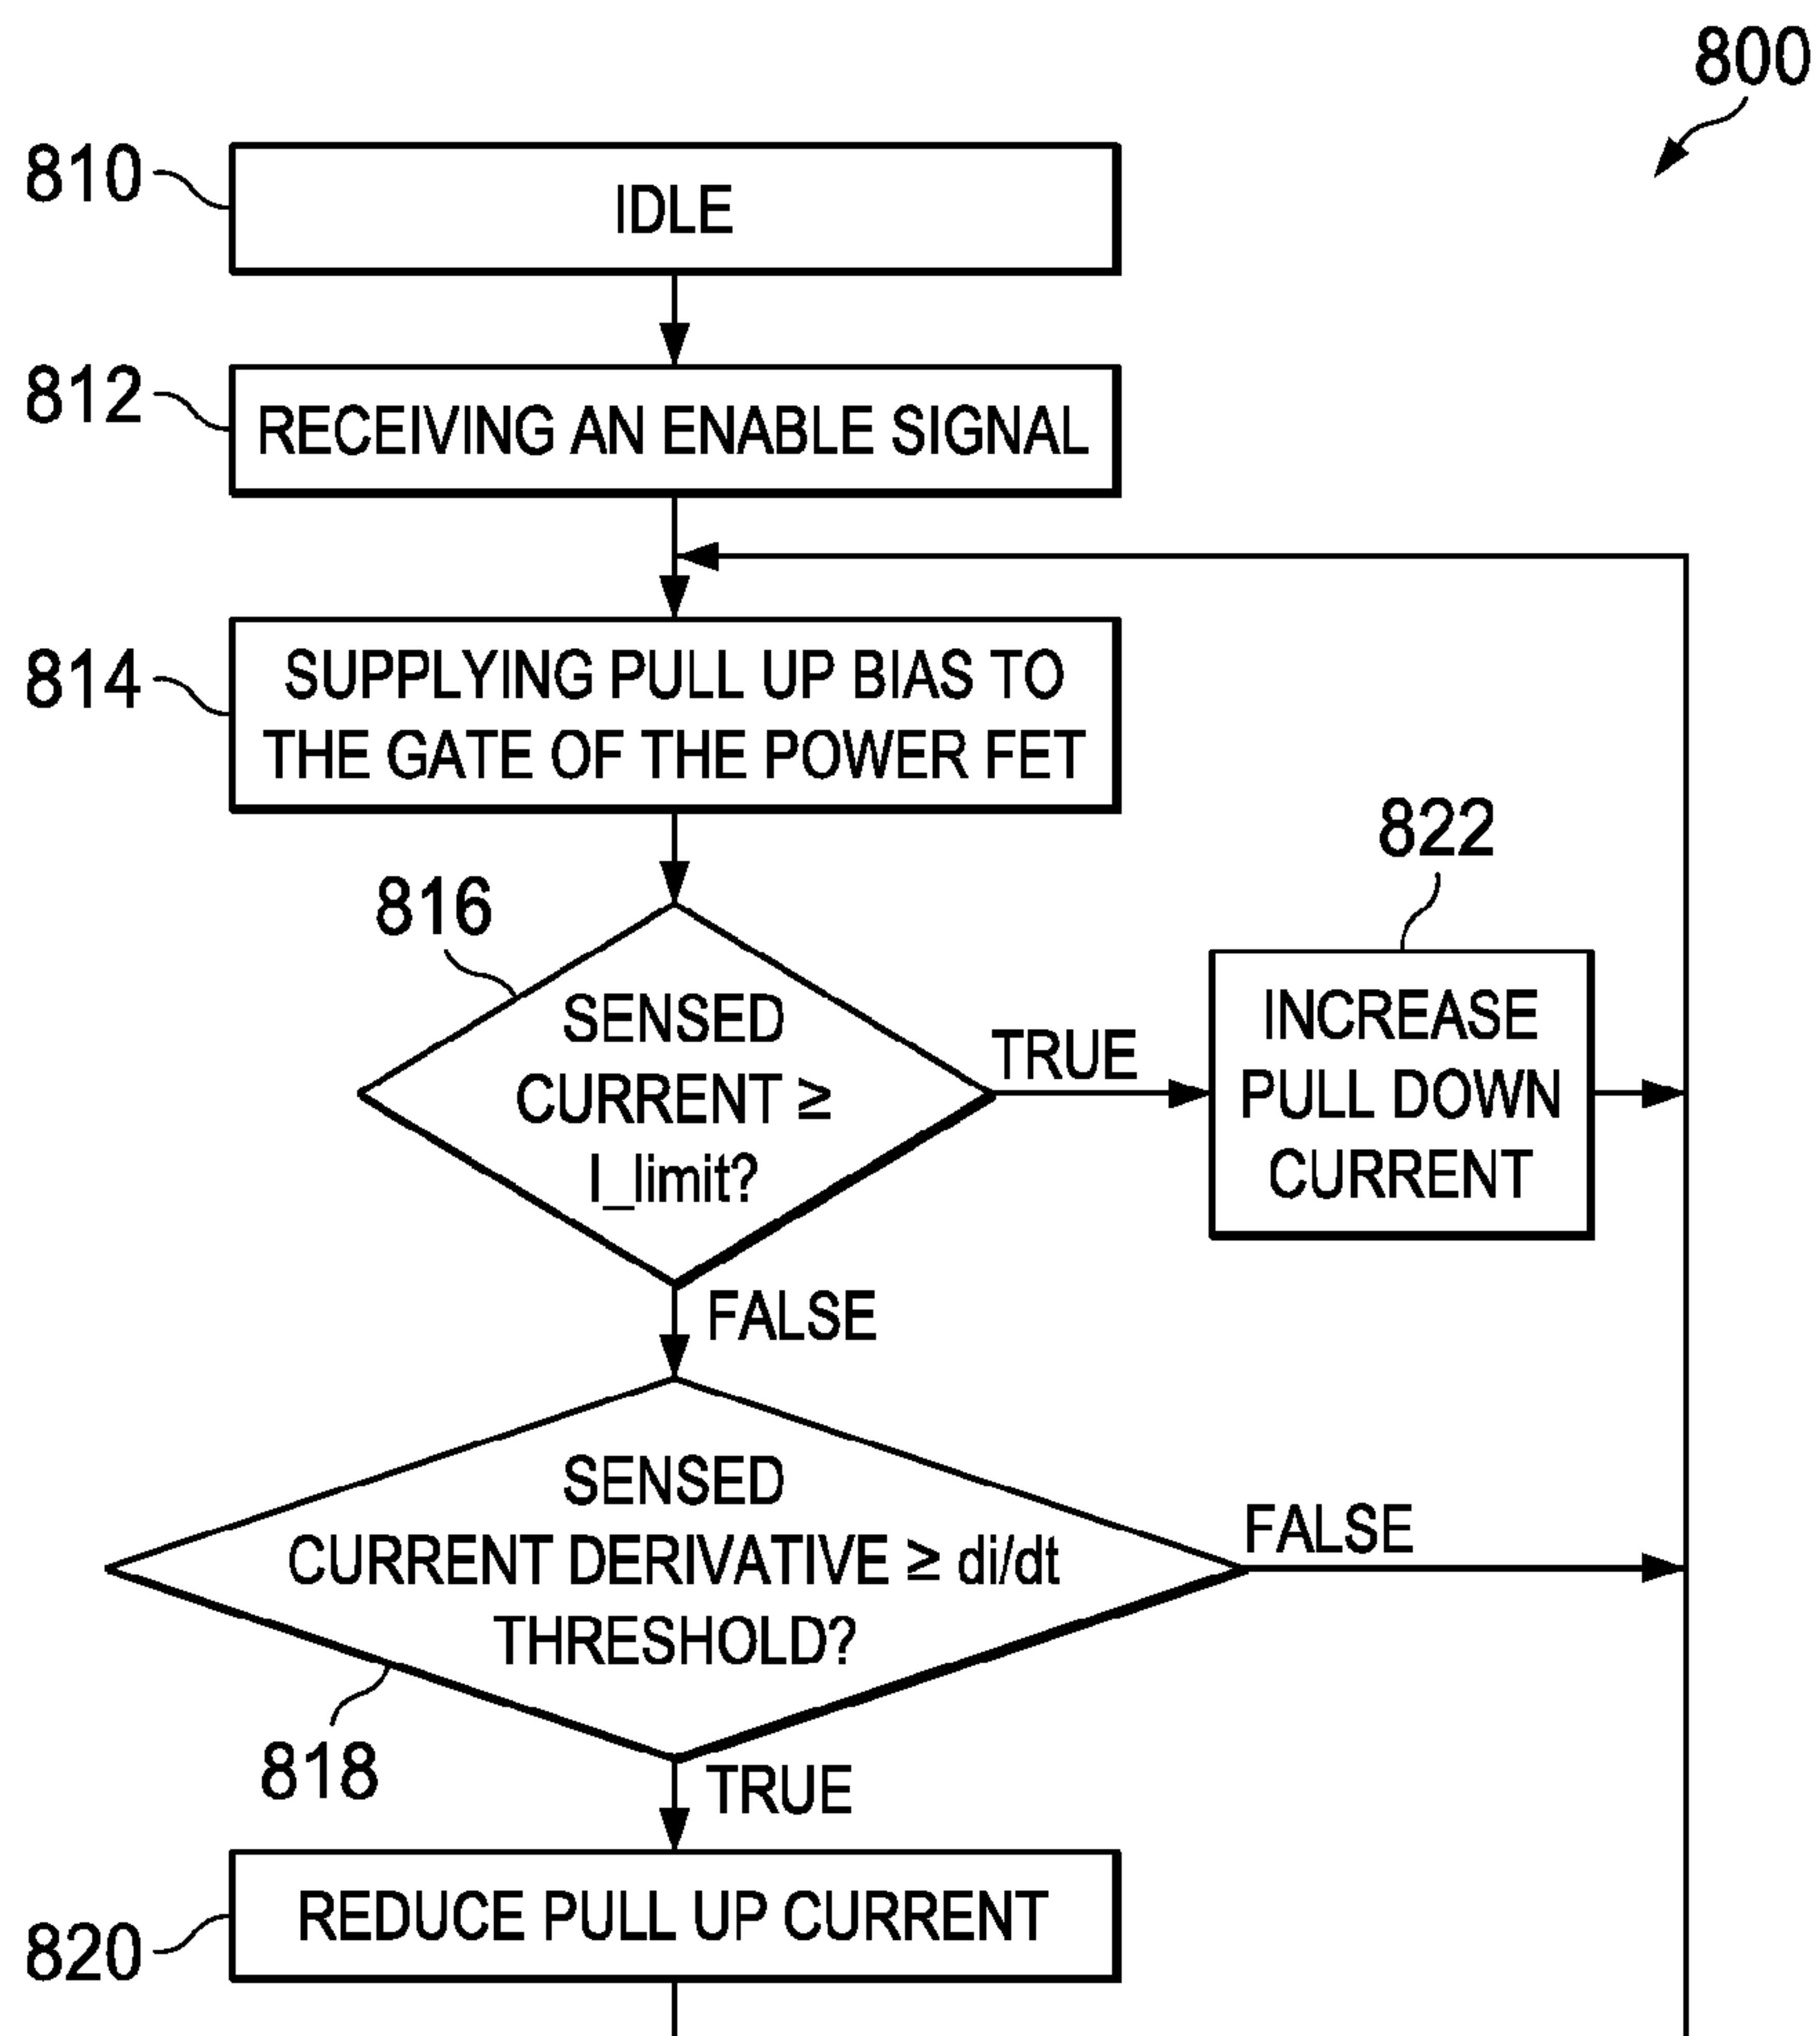 800
810
IDLE
812
RECEIVING AN ENABLE SIGNAL
814
SUPPLYING PULL UP BIAS TO
THE GATE OF THE POWER FET
816
SENSED
CURRENT ≥
I_limit?
TRUE
822
INCREASE
PULL DOWN
CURRENT
FALSE
SENSED
CURRENT DERIVATIVE ≥ di/dt
THRESHOLD?
FALSE
818
TRUE
820
REDUCE PULL UP CURRENT